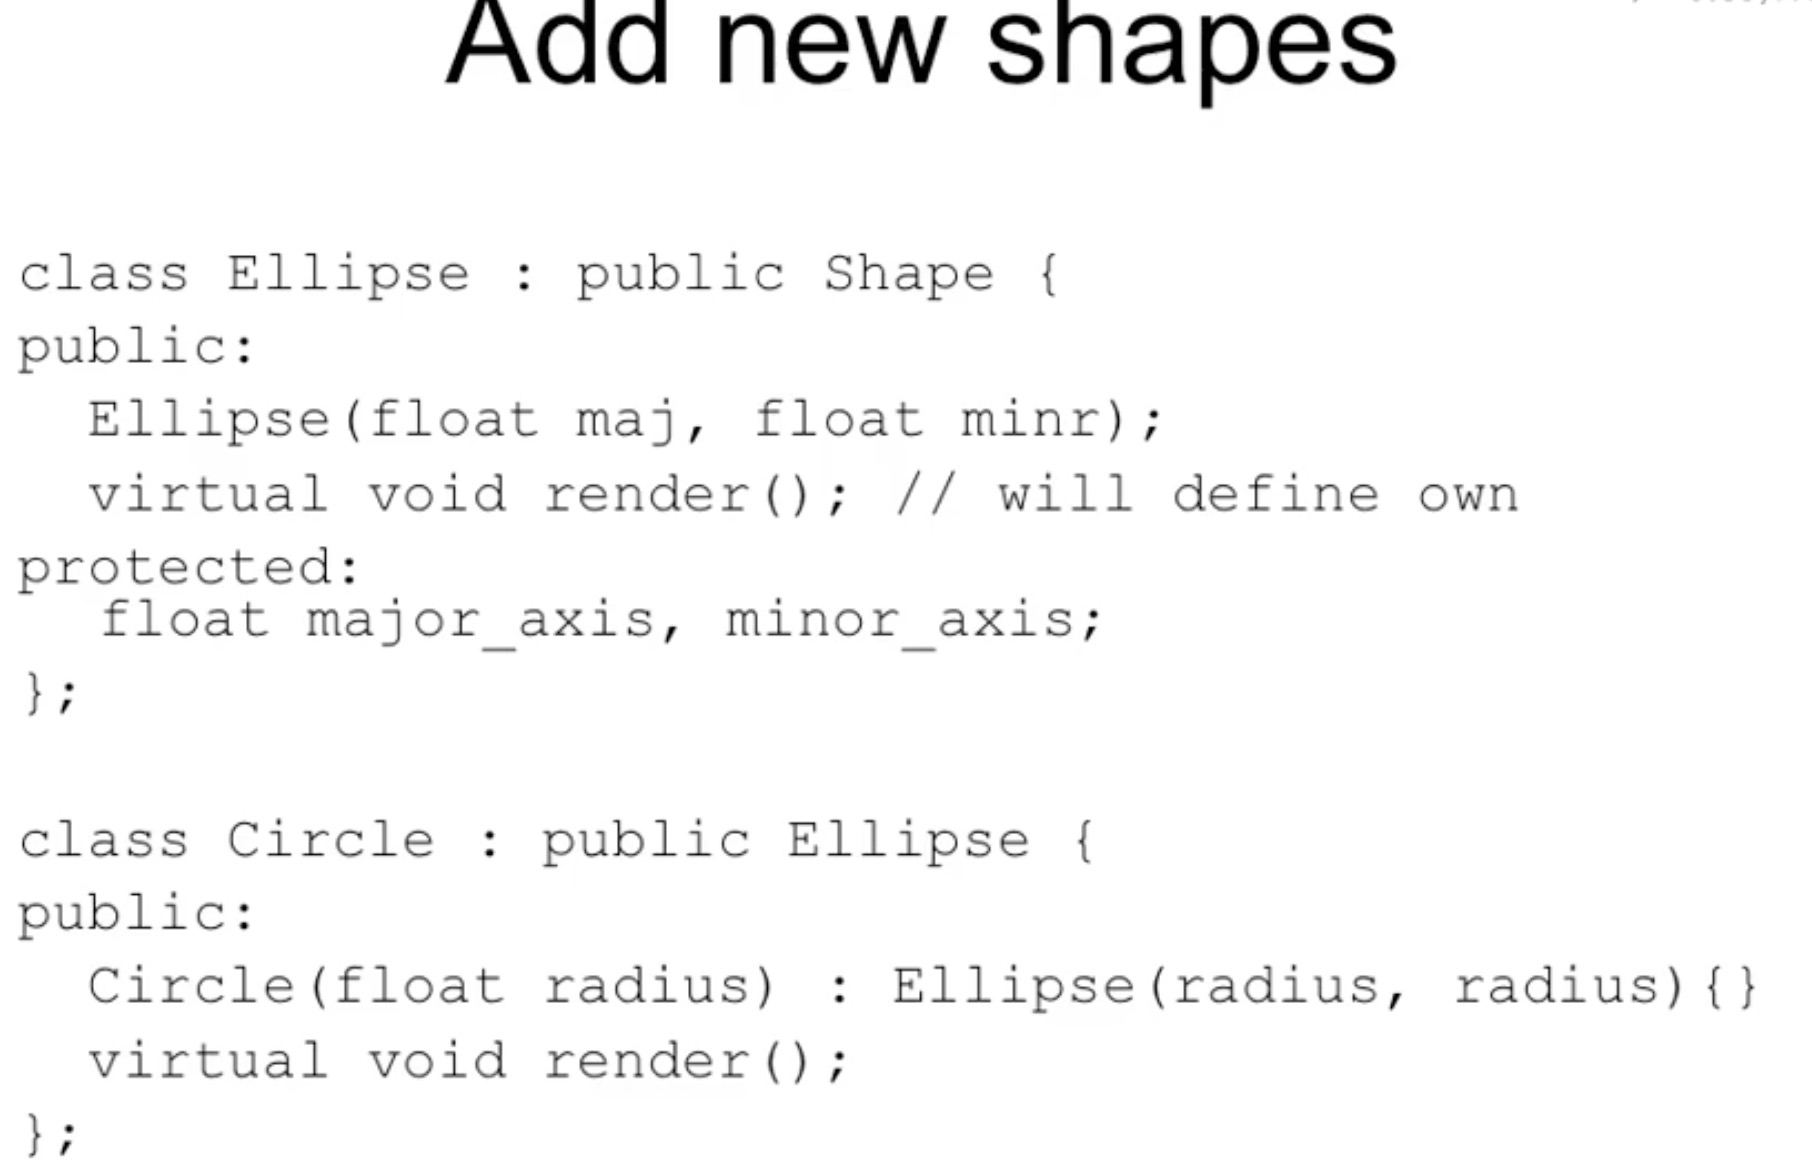 Add new shapes
class Ellipse : public Shape {
public:
Ellipse(float maj, float minr);
virtual void render(); // will define own
protected:
float major_axis, minor_axis;
};
class Circle : public Ellipse {
public:
Circle(float radius) : Ellipse(radius, radius){}
virtual void render();
};